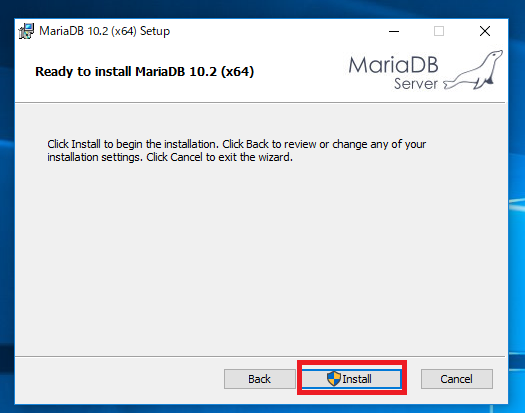 MariaDB 10.2 (x64) Setup
Ready to install MariaDB 10.2 (x64)
MariaDB
Server
Click Install to begin the installation. Click Back to review or change any of your
installation settings. Click Cancel to exit the wizard.
Back
Install
Cancel